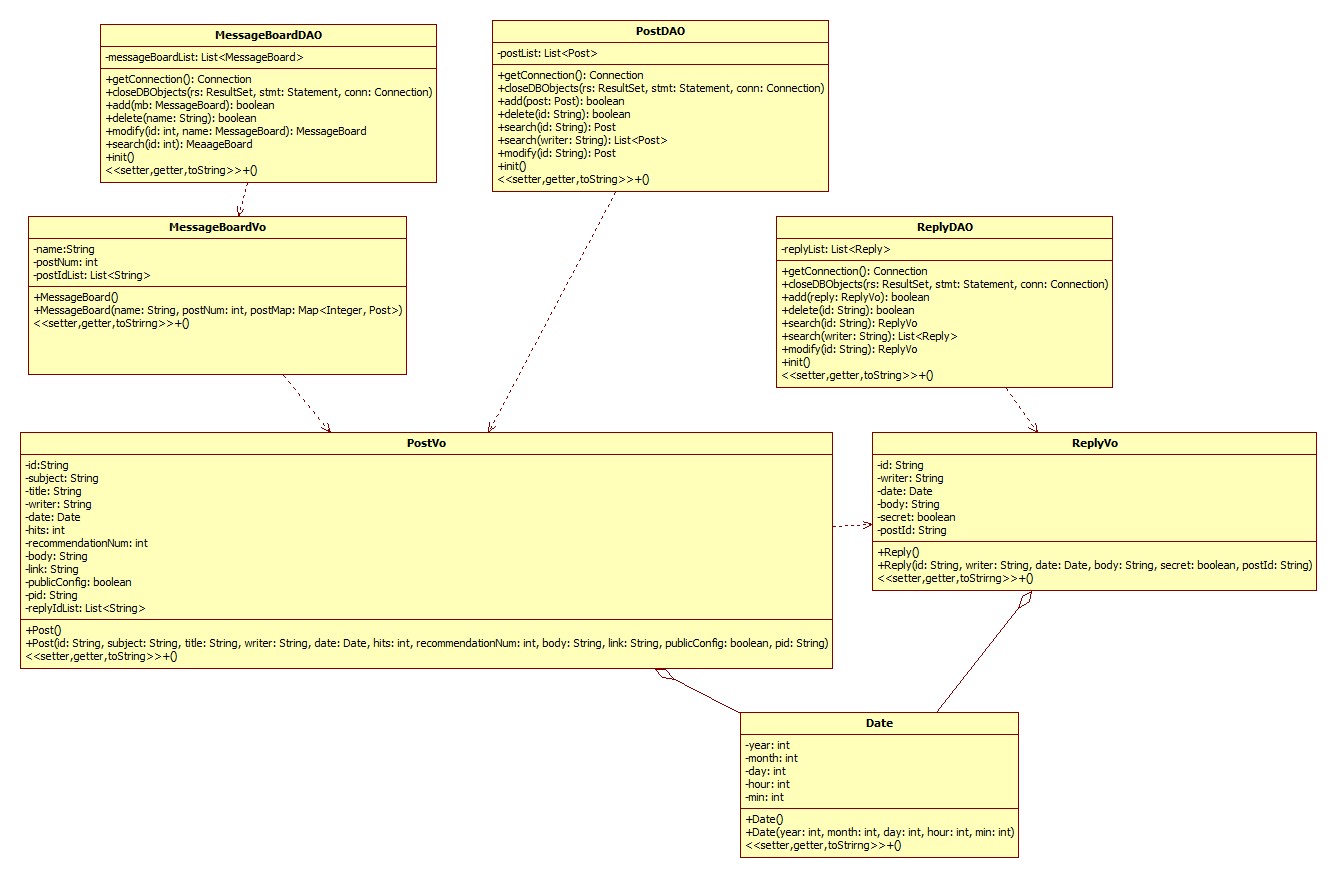 MessageBoardDAO
-messageBoardList: List<MessageBoard>
+getConnection(): Connection
+closeDBObjects(rs: ResultSet, stmt: Statement, conn: Connection)
+add(mb: MessageBoard): boolean
+delete(name: String): boolean
+modify(id: int, name: MessageBoard): MessageBoard
+search(id: int): MeaageBoard
+init()
<<setter,getter,toString>>+()
PostDAO
-postList: List<Post>
+getConnection(): Connection
+closeDBObjects(rs: ResultSet, stmt: Statement, conn: Connection)
+add(post: Post): boolean
+delete(id: String): boolean
+search(id: String): Post
+search(writer: String): List<Post>
+modify(id: String): Post
+init()
<<setter,getter,toString>>+()
MessageBoardVo
-name:String
-postNum: int
-postIdList: List<String>
+MessageBoard()
+MessageBoard(name: String, postNum: int, postMap: Map<Integer, Post>)
<<setter,getter,toStrirng>>+()
ReplyDAO
-replyList: List<Reply>
+getConnection(): Connection
+closeDBObjects(rs: ResultSet, stmt: Statement, conn: Connection)
+add(reply: ReplyVo): boolean
+delete(id: String): boolean
+search(id: String): ReplyVo
+search(writer: String): List<Reply>
+modify(id: String): ReplyVo
+init()
<<setter,getter,toString>>+()
PostVo
-id:String
-subject: String
-title: String
-writer: String
-date: Date
-hits: int
-recommendationNum: int
-body: String
-link: String
-publicConfig: boolean
-pid: String
-replyIdList: List<String>
+Post()
+Post(id: String, subject: String, title: String, writer: String, date: Date, hits: int, recommendationNum: int, body: String, link: String, publicConfig: boolean, pid: String)
<<setter,getter,toString>>+()
ReplyVo
-id: String
-writer: String
-date: Date
-body: String
-secret: boolean
-postId: String
+Reply()
+Reply(id: String, writer: String, date: Date, body: String, secret: boolean, postId: String)
<<setter,getter,toStrirng>>+()
Date
-year: int
-month: int
-day: int
-hour: int
-min: int
+Date()
+Date(year: int, month: int, day: int, hour: int, min: int)
<<setter,getter,toStrirng>>+()